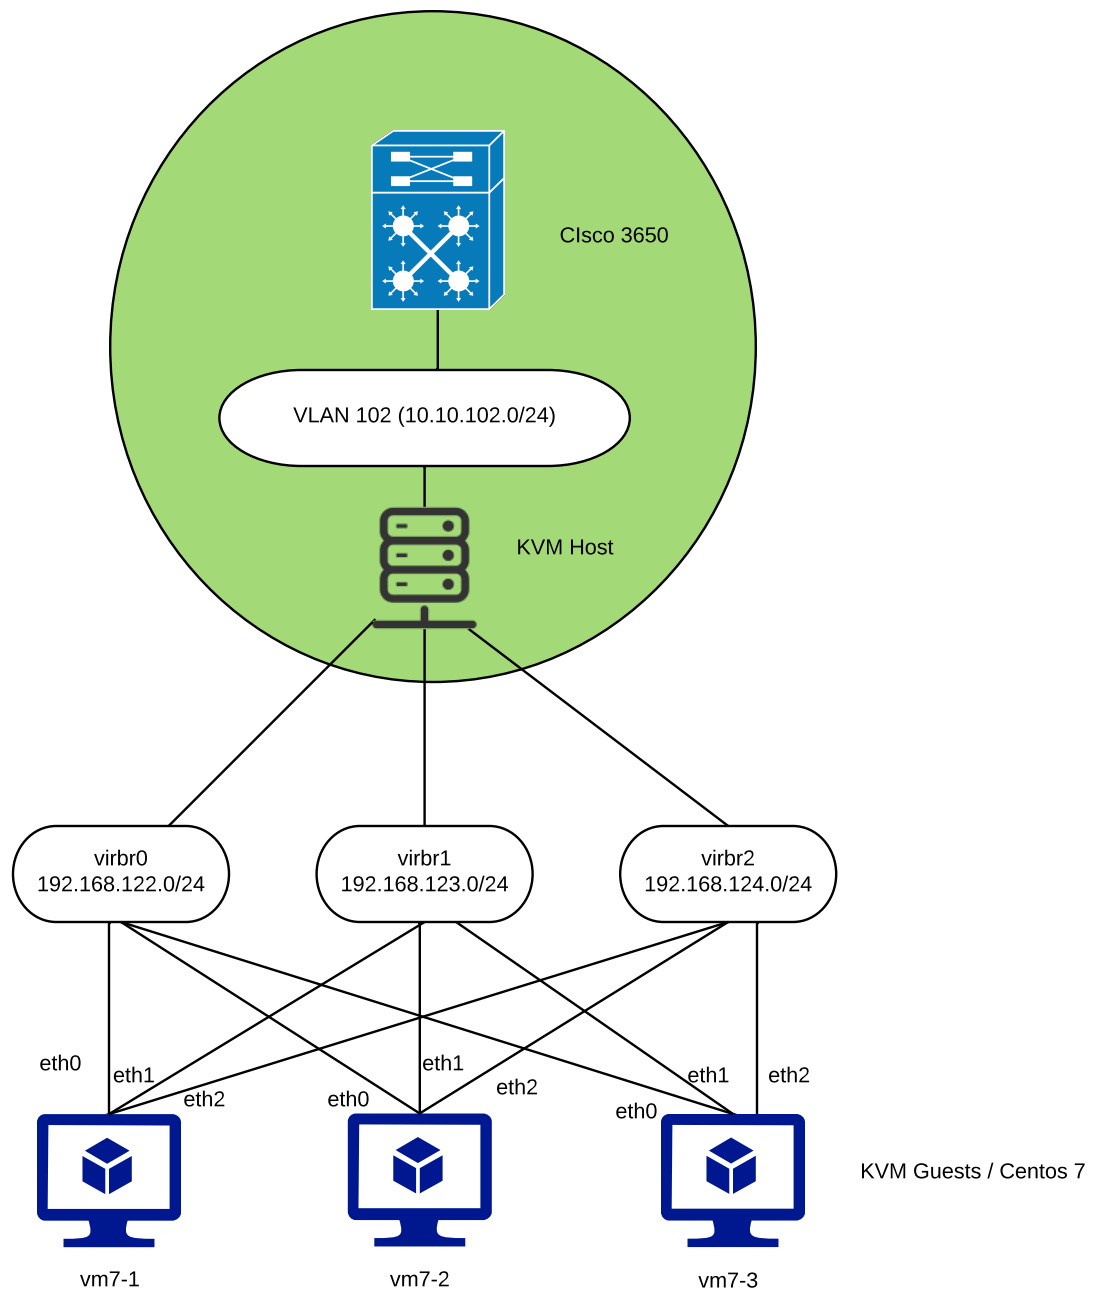 CIsco 3650
VLAN 102 (10.10.102.0/24)
KVM Host
virbr0
192.168.122.0/24
virbr1
192.168.123.0/24
virbr2
192.168.124.0/24
eth0
eth1
eth2
eth0
eth1
eth2
eth0
eth1
eth2
KVM Guests / Centos 7
vm7-1
vm7-2
vm7-3